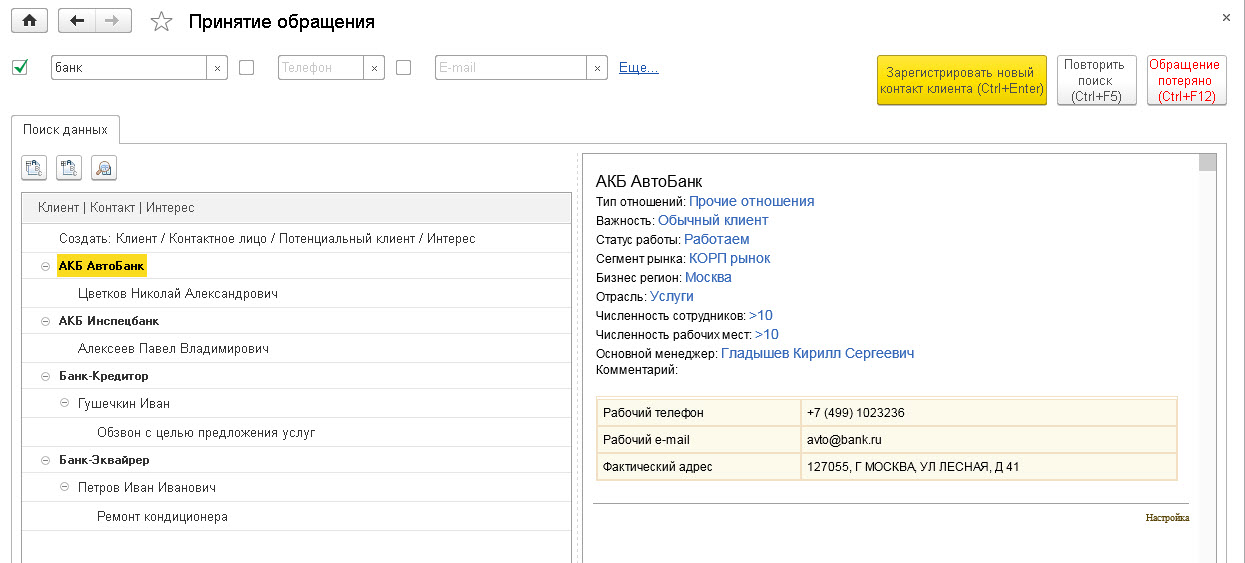 Принятие обращения
банк
Телефон
E-mail
Еще...
Зарегистрировать новый
контакт клиента (Ctrl+Enter)
Повторить
поиск
(Ctrl+F5)
Обращение
потеряно
(Ctrl+F12)
Поиск данных
Клиент | Контакт | Интерес
Создать: Клиент / Контактное лицо / Потенциальный клиент / Интерес
АКБ АвтоБанк
Цветков Николай Александрович
АКБ Инспецбанк
Алексеев Павел Владимирович
Банк-Кредитор
Гушечкин Иван
Обзвон с целью предложения услуг
Банк-Эквайрер
Петров Иван Иванович
Ремонт кондиционера
АКБ АвтоБанк
Тип отношений: Прочие отношения
Важность: Обычный клиент
Статус работы: Работаем
Сегмент рынка: КОРП рынок
Бизнес регион: Москва
Отрасль: Услуги
Численность сотрудников: >10
Численность рабочих мест: >10
Основной менеджер: Гладышев Кирилл Сергеевич
Комментарий:
Рабочий телефон +7 (499) 1023236
Рабочий e-mail avto@bank.ru
Фактический адрес 127055, Г МОСКВА, УЛ ЛЕСНАЯ, Д 41
Настройка